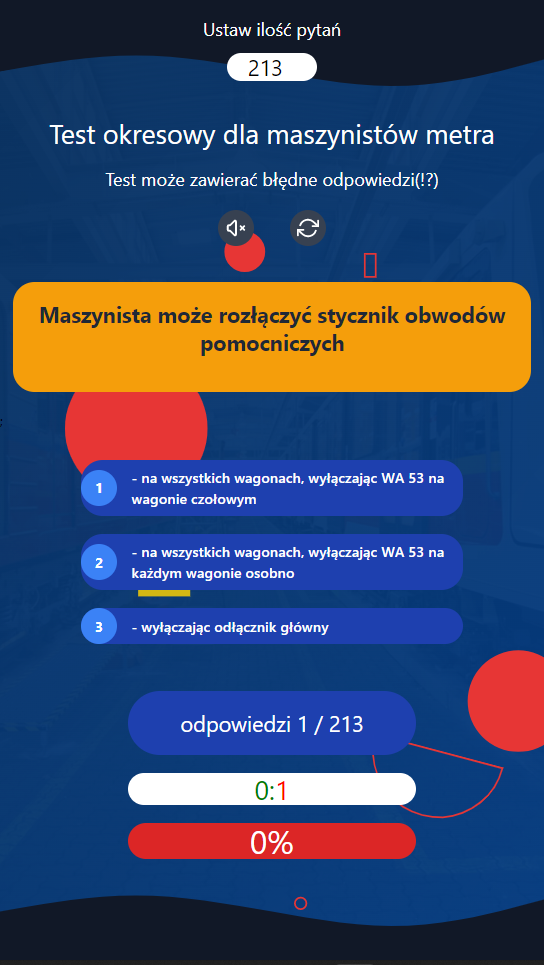 Ustaw ilość pytań
213
Test okresowy dla maszynistów metra
Test może zawierać błędne odpowiedzi(!?)
Maszynista może rozłączyć stycznik obwodów
pomocniczych
1
- na wszystkich wagonach, wyłączając WA 53 na
wagonie czołowym
2
- na wszystkich wagonach, wyłączając WA 53 na
każdym wagonie osobno
3
- wyłączając odłącznik główny
odpowiedzi 1 / 213
0:1
0%